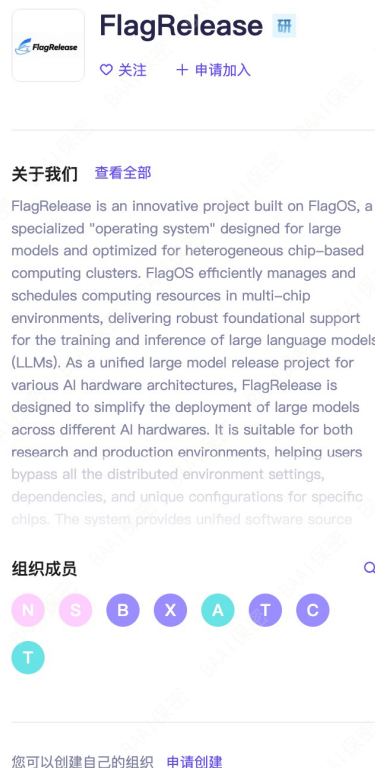 FlagRelease
FlagRelease 研
关注 申请加入
关于我们 查看全部
FlagRelease is an innovative project built on FlagOS, a
specialized "operating system" designed for large
models and optimized for heterogeneous chip-based
computing clusters. FlagOS efficiently manages and
schedules computing resources in multi-chip
environments, delivering robust foundational support
for the training and inference of large language models
(LLMs). As a unified large model release project for
various AI hardware architectures, FlagRelease is
designed to simplify the deployment of large models
across different AI hardwares. It is suitable for both
research and production environments, helping users
bypass all the distributed environment settings,
dependencies, and unique configurations for specific
chips. The system provides unified software source
组织成员
N S B X A T C
T
您可以创建自己的组织 申请创建
BAAI保密